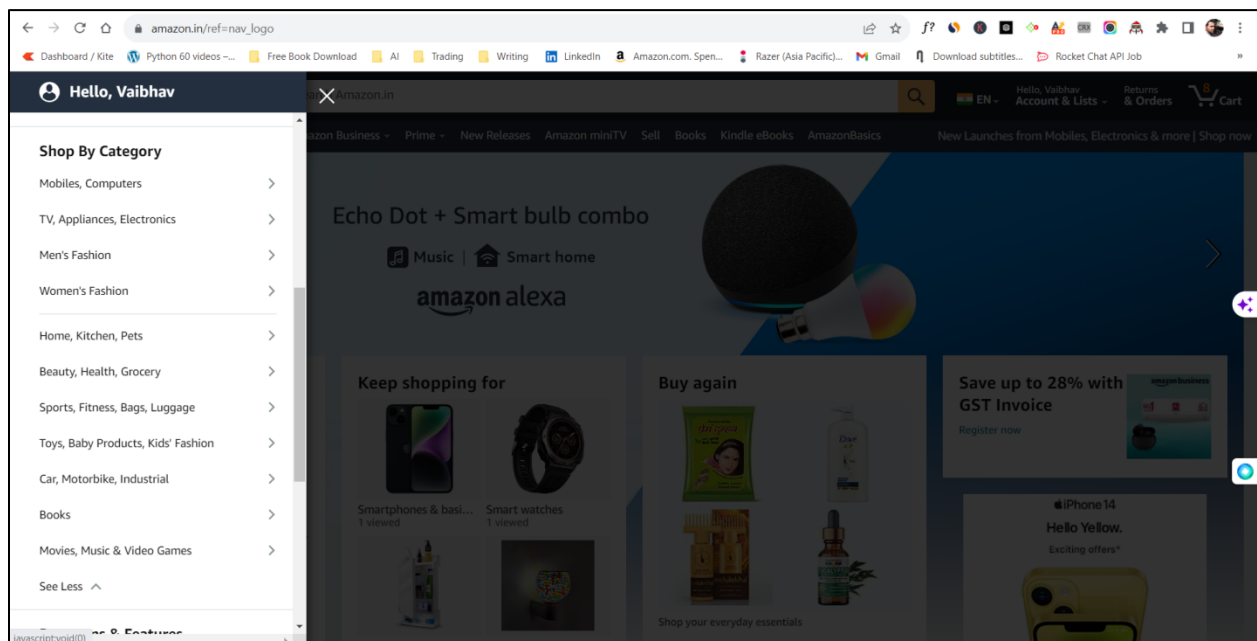 amazon.in/ref=nav_logo
Dashboard / Kite Python 60 videos –... Free Book Download AI Trading Writing LinkedIn Amazon.com. Spen... Razer (Asia Pacific)... Gmail Download subtitles... Rocket Chat API Job »
Hello, Vaibhav
Amazon.in
EN
Hello, Vaibhav
Account & Lists
Returns
& Orders
8
Cart
azon Business Prime New Releases Amazon miniTV Sell Books Kindle eBooks AmazonBasics New Launches from Mobiles, Electronics & more | Shop now
Shop By Category
Mobiles, Computers
TV, Appliances, Electronics
Men's Fashion
Women's Fashion
Home, Kitchen, Pets
Beauty, Health, Grocery
Sports, Fitness, Bags, Luggage
Toys, Baby Products, Kids' Fashion
Car, Motorbike, Industrial
Books
Movies, Music & Video Games
See Less
& Features
javascript:void(0)
Echo Dot + Smart bulb combo
Music | Smart home
amazon alexa
Keep shopping for
Smartphones & basi...
1 viewed
Smart watches
1 viewed
Buy again
Dove
Shop your everyday essentials
Save up to 28% with
GST Invoice
Register now
amazon business
iPhone 14
Hello Yellow.
Exciting offers*